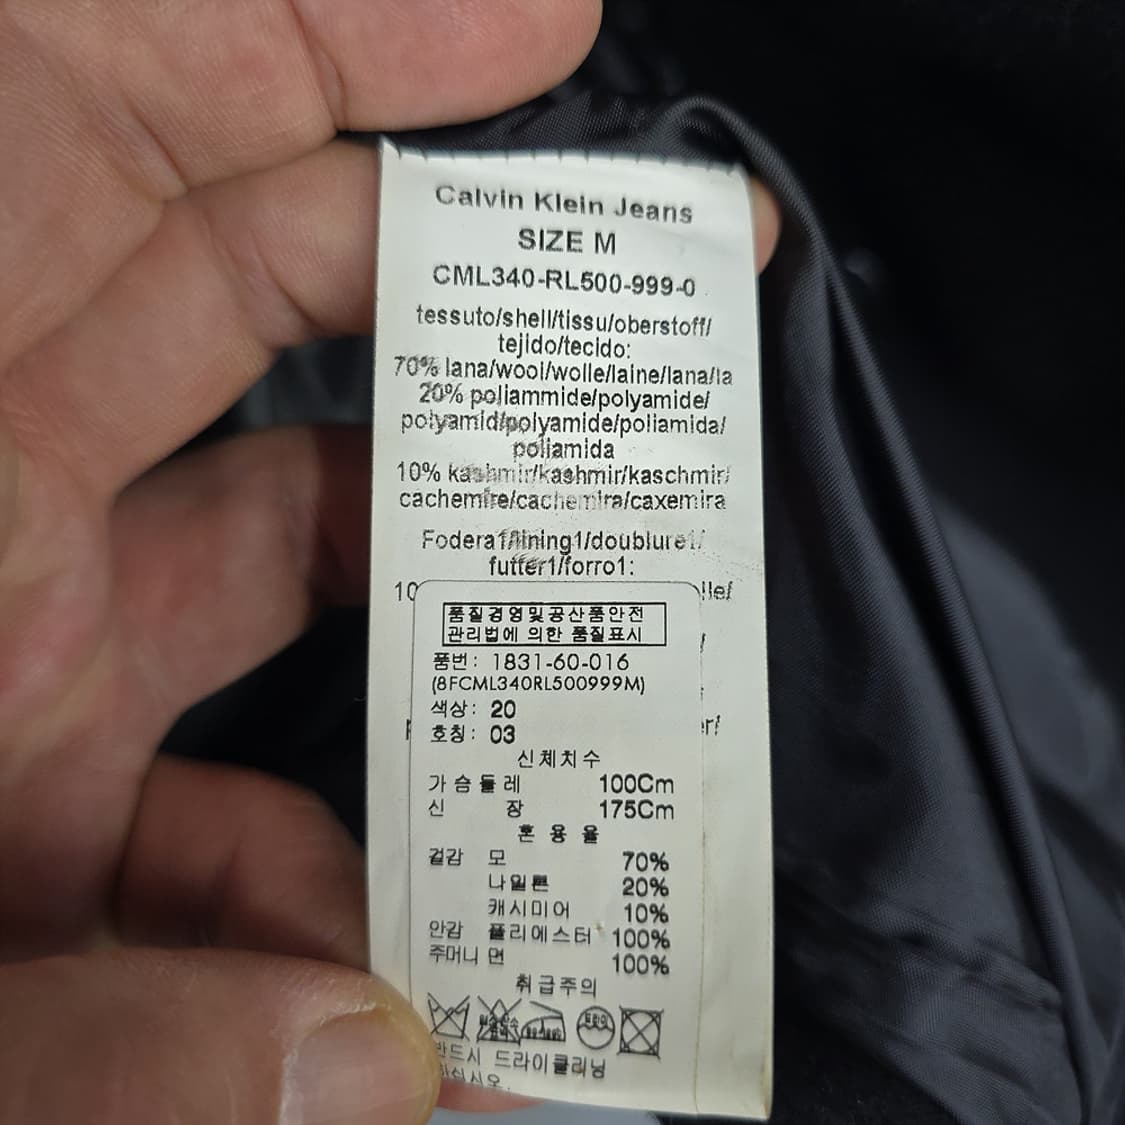 Calvin Klein Jeans
SIZE M
CML340-RL500-999-0
tessuto/shell/tissu/oberstoff/
tejido/tecido:
70% lana/wool/wolle/laine/lana/la
20% poliammide/polyamide/
polyamid/polyamide/poliamida/
poliamida
10% kashmir/kashmir/kaschmir/
cachemire/cachemira/caxemira
Fodera1/lining1/doublure1/
futter1/forro1:
품질경영및공산품안전
관리법에 의한 품질표시
품번: 1831-60-016
(8FCML340RL500999M)
색상: 20
호칭: 03
신체치수
가슴둘레 100Cm
신장 175Cm
혼용율
겉감 모 70%
나일론 20%
캐시미어 10%
안감 폴리에스터 100%
주머니 면 100%
취급주의
드라이클리닝